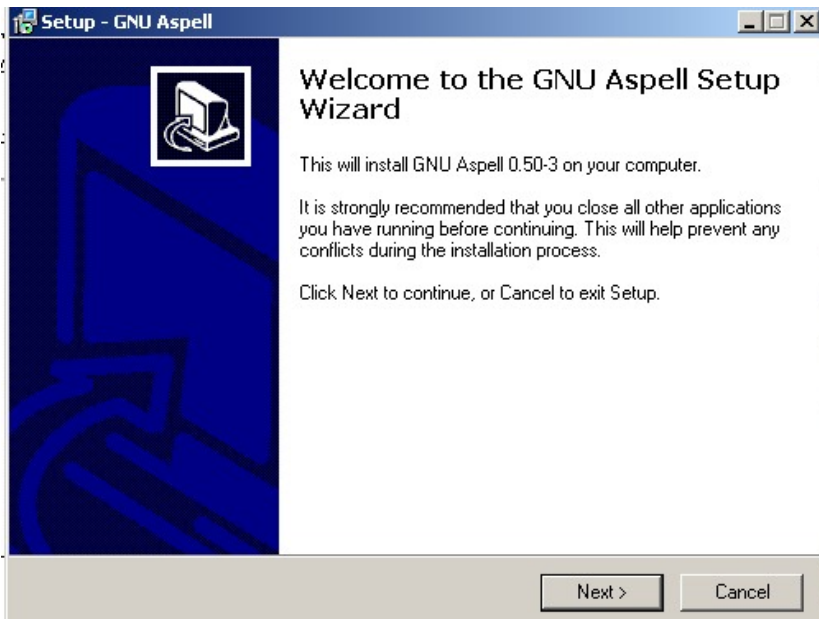 Setup - GNU Aspell
Welcome to the GNU Aspell Setup
Wizard
This will install GNU Aspell 0.50-3 on your computer.
It is strongly recommended that you close all other applications
you have running before continuing. This will help prevent any
conflicts during the installation process.
Click Next to continue, or Cancel to exit Setup.
Next >
Cancel